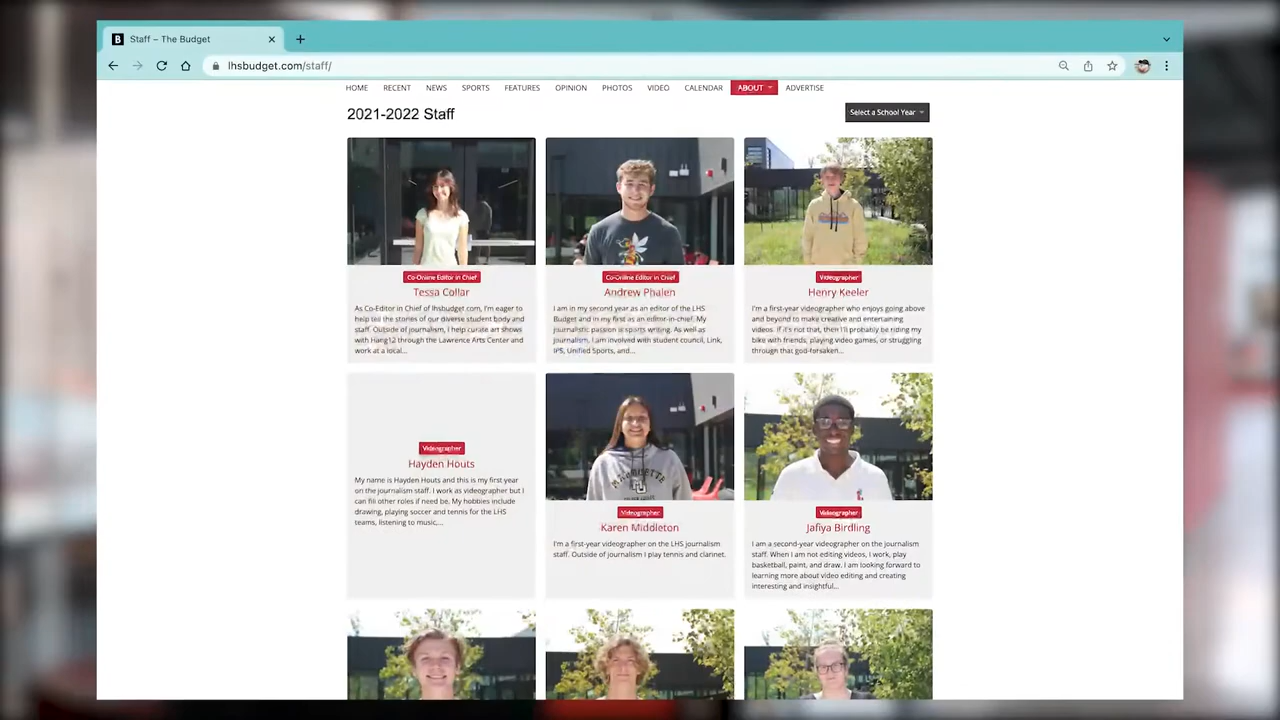 Staff – The Budget
lhsbudget.com/staff/
HOME RECENT NEWS SPORTS FEATURES OPINION PHOTOS VIDEO CALENDAR ABOUT ADVERTISE
2021-2022 Staff
Select a School Year
Co-Online Editor in Chief
Tessa Collar
As Co-Editor in Chief of lhsbudget.com, I'm eager to
help tell the stories of our diverse student body and
staff. Outside of journalism, I help curate art shows
with Hang12 through the Lawrence Arts Center and
work at a local...
Co-Online Editor in Chief
Andrew Phalen
I am in my second year as an editor of the LHS
Budget and in my first as an editor-in-chief. My
journalistic passion is sports writing. As well as
journalism, I am involved with student council, Link,
IPS, Unified Sports, and...
Videographer
Henry Keeler
I'm a first-year videographer who enjoys going above
and beyond to make creative and entertaining
videos. If it's not that, then I'll probably be riding my
bike with friends, playing video games, or struggling
through that god-forsaken...
Videographer
Hayden Houts
My name is Hayden Houts and this is my first year
on the journalism staff. I work as videographer but I
can fill other roles if need be. My hobbies include
drawing, playing soccer and tennis for the LHS
teams, listening to music,...
MARQUETTE
Videographer
Karen Middleton
I'm a first-year videographer on the LHS journalism
staff. Outside of journalism I play tennis and clarinet.
Videographer
Jafiya Birdling
I am a second-year videographer on the journalism
staff. When I am not editing videos, I work, play
basketball, paint, and draw. I am looking forward to
learning more about video editing and creating
interesting and insightful...